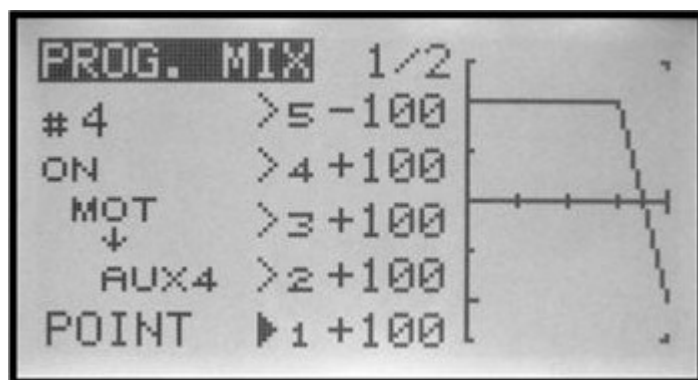 PROG. MIX 1/2
#4 >5-100
ON >4+100
MOT >3+100
↓
AUX4 >2+100
POINT ▶1+100